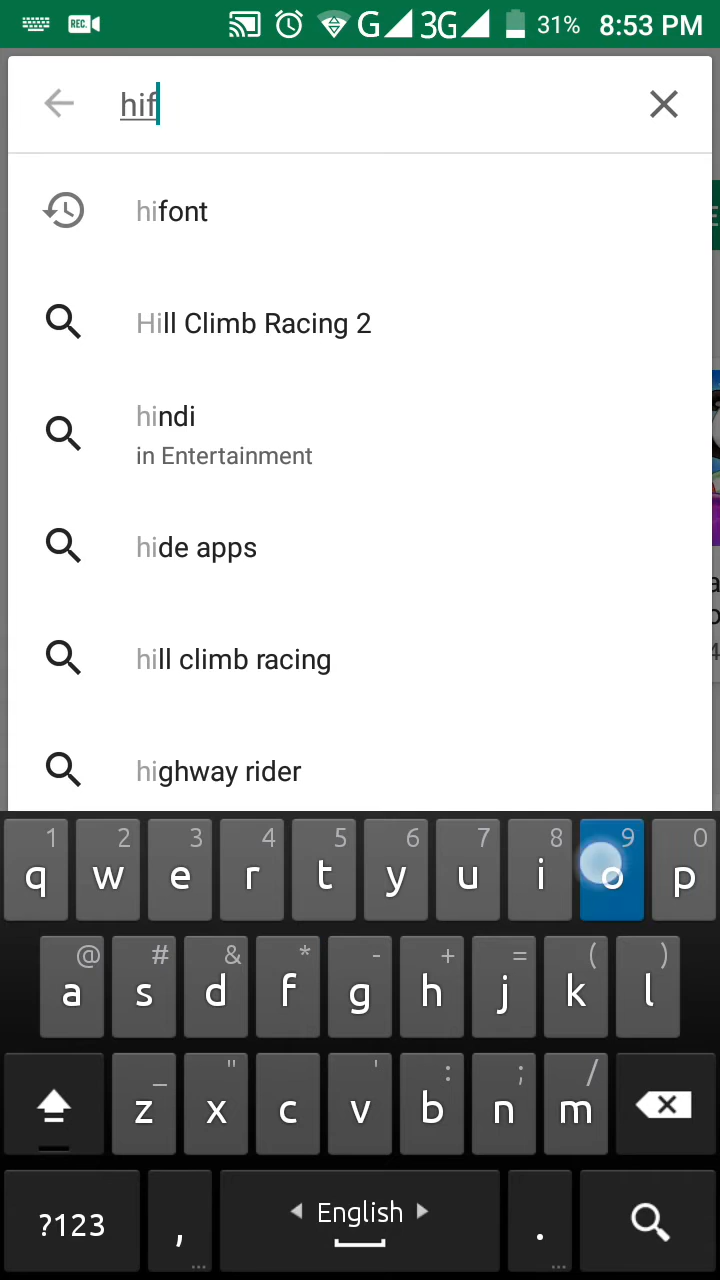 REC. G 3G 31% 8:53 PM
hif
hifont
Hill Climb Racing 2
hindi
in Entertainment
hide apps
hill climb racing
highway rider
1 2 3 4 5 6 7 8 9 0
q w e r t y u i o p
@ # & * - + = ( )
a s d f g h j k l
_ " ' : ; /
z x c v b n m
?123 , English .